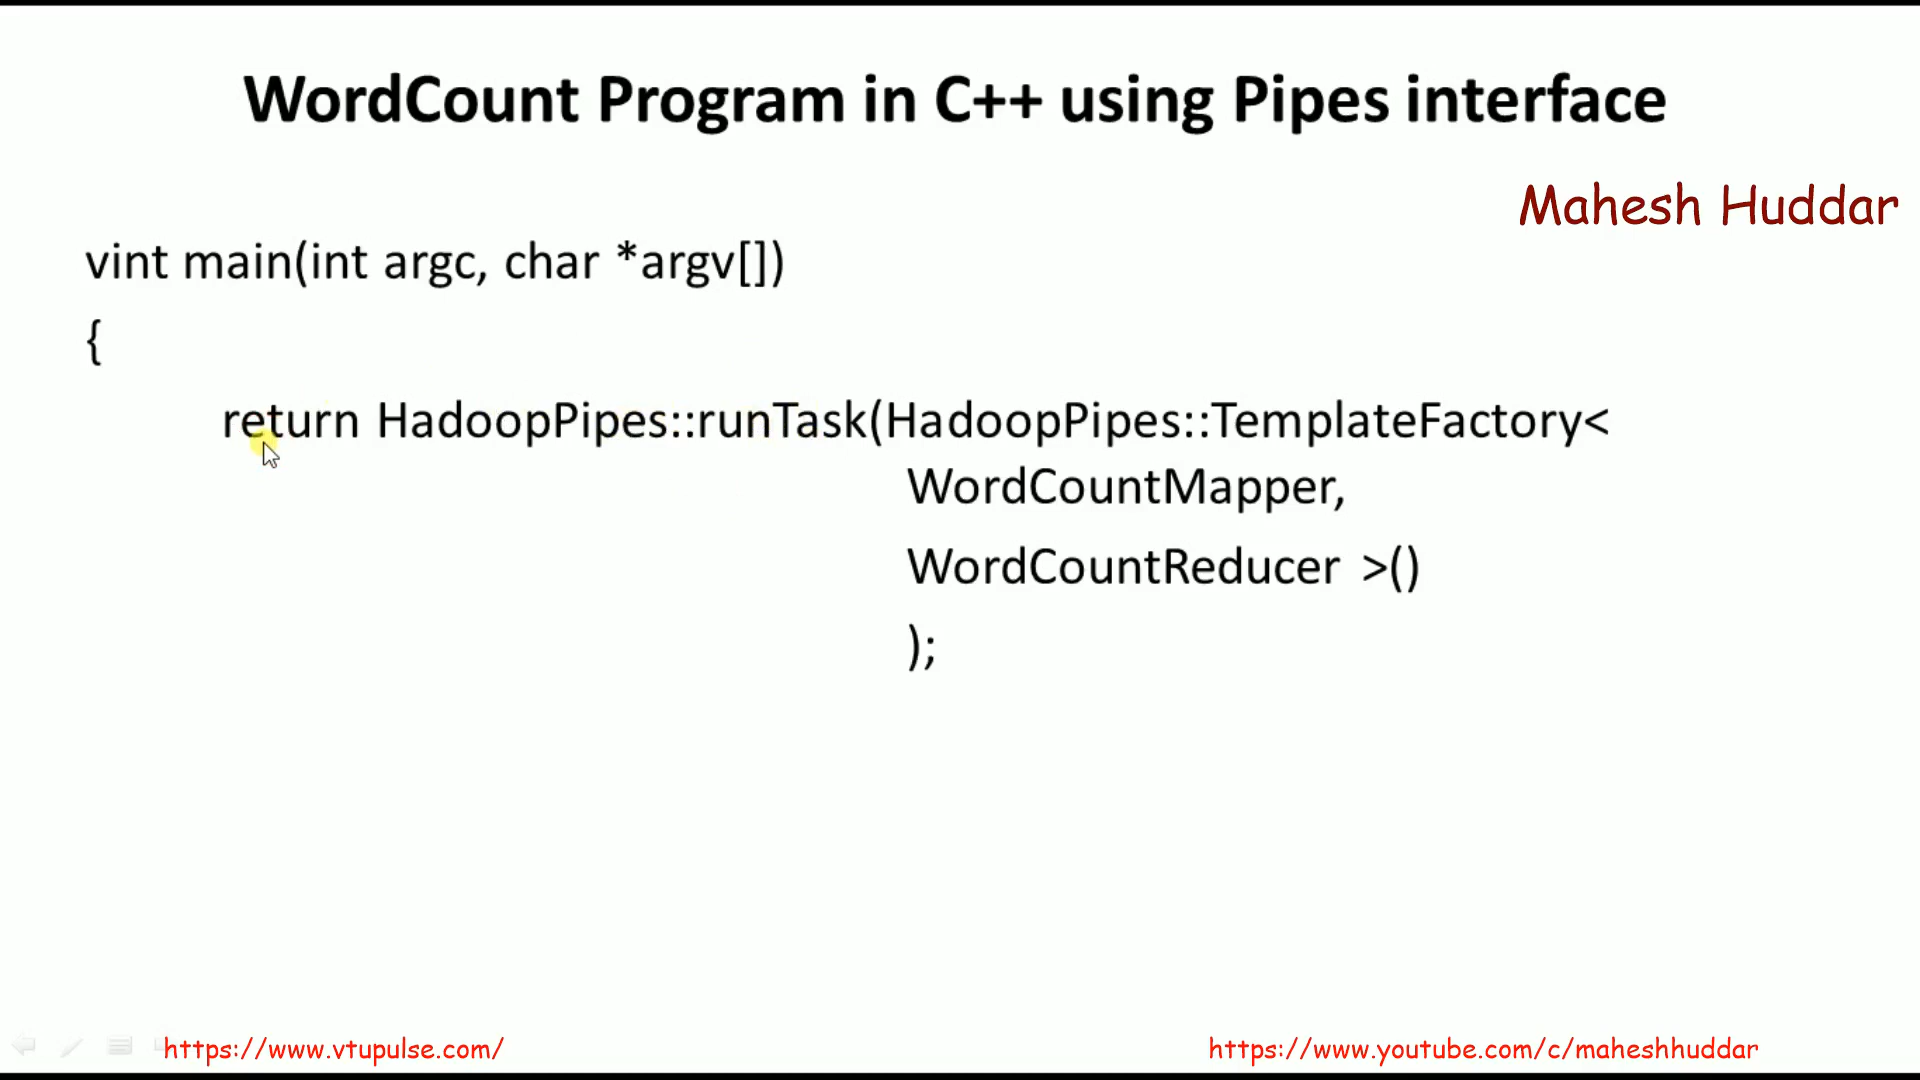 WordCount Program in C++ using Pipes interface
Mahesh Huddar
vint main(int argc, char *argv[])
{
return HadoopPipes::runTask(HadoopPipes::TemplateFactory<
WordCountMapper,
WordCountReducer >()
);
https://www.vtupulse.com/
https://www.youtube.com/c/maheshhuddar